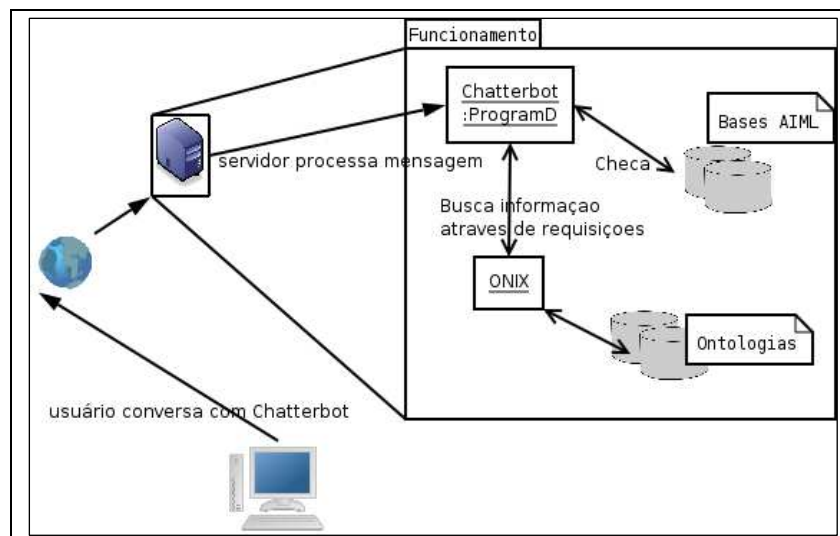 Funcionamento
Chatterbot
:ProgramD
Bases AIML
servidor processa mensagem
Checa
Busca informaçao
atraves de requisiçoes
ONIX
Ontologias
usuário conversa com Chatterbot